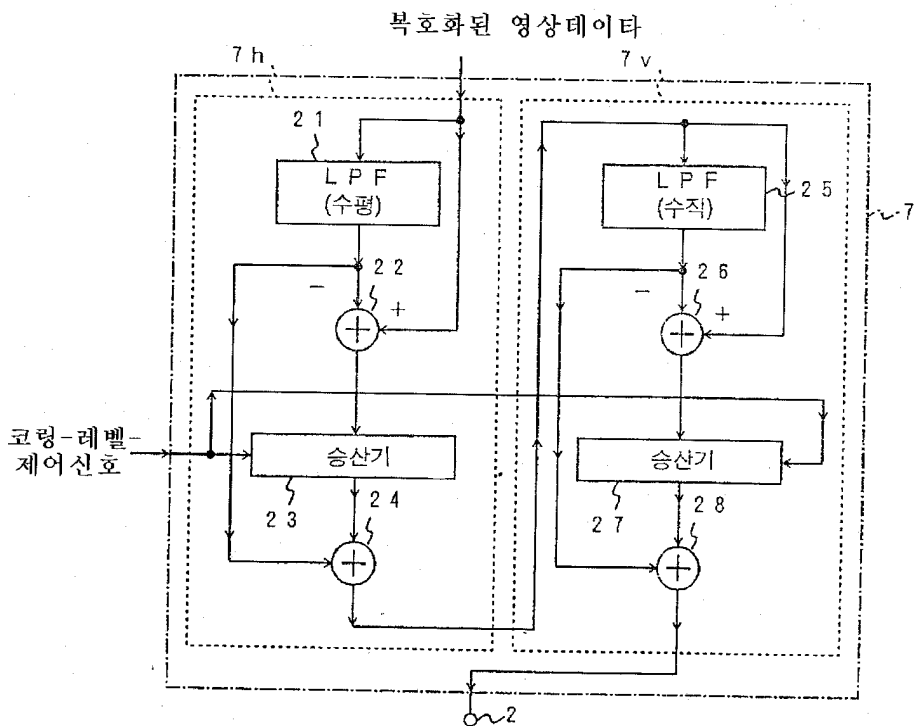 복호화된 영상데이타
7h
7v
21
LPF
(수평)
LPF
(수직)
25
7
22
26
−
+
−
+
코링-레벨-
제어신호
승산기
승산기
23
24
27
28
2